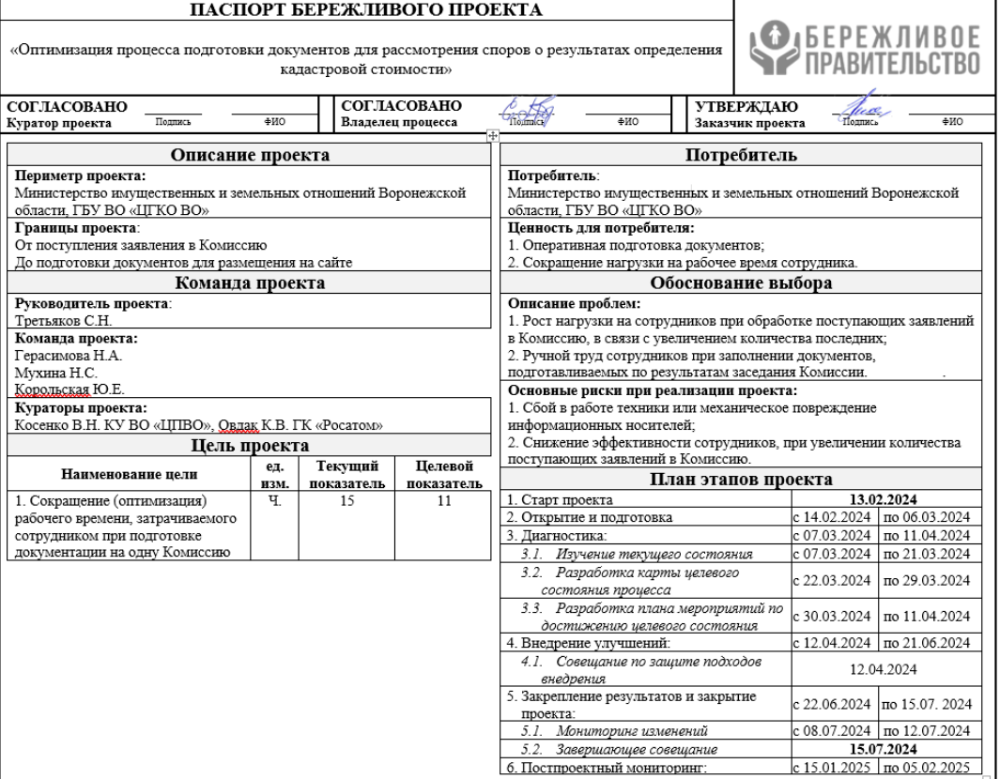 ПАСПОРТ БЕРЕЖЛИВОГО ПРОЕКТА
«Оптимизация процесса подготовки документов для рассмотрения споров о результатах определения
кадастровой стоимости»
БЕРЕЖЛИВОЕ
ПРАВИТЕЛЬСТВО
СОГЛАСОВАНО
Куратор проекта Подпись ФИО
СОГЛАСОВАНО
Владелец процесса Подпись ФИО
УТВЕРЖДАЮ
Заказчик проекта Подпись ФИО
Описание проекта
Периметр проекта:
Министерство имущественных и земельных отношений Воронежской
области, ГБУ ВО «ЦГКО ВО»
Границы проекта:
От поступления заявления в Комиссию
До подготовки документов для размещения на сайте
Команда проекта
Руководитель проекта:
Третьяков С.Н.
Команда проекта:
Герасимова Н.А.
Мухина Н.С.
Корольская Ю.Е.
Кураторы проекта:
Косенко В.Н. КУ ВО «ЦПВО», Овдак К.В. ГК «Росатом»
Цель проекта
Наименование цели ед. изм. Текущий показатель Целевой показатель
1. Сокращение (оптимизация) Ч. 15 11
рабочего времени, затрачиваемого
сотрудником при подготовке
документации на одну Комиссию
Потребитель
Потребитель:
Министерство имущественных и земельных отношений Воронежской
области, ГБУ ВО «ЦГКО ВО»
Ценность для потребителя:
1. Оперативная подготовка документов;
2. Сокращение нагрузки на рабочее время сотрудника.
Обоснование выбора
Описание проблем:
1. Рост нагрузки на сотрудников при обработке поступающих заявлений
в Комиссию, в связи с увеличением количества последних;
2. Ручной труд сотрудников при заполнении документов,
подготавливаемых по результатам заседания Комиссии. .
Основные риски при реализации проекта:
1. Сбой в работе техники или механическое повреждение
информационных носителей;
2. Снижение эффективности сотрудников, при увеличении количества
поступающих заявлений в Комиссию.
План этапов проекта
1. Старт проекта 13.02.2024
2. Открытие и подготовка с 14.02.2024 по 06.03.2024
3. Диагностика: с 07.03.2024 по 11.04.2024
3.1. Изучение текущего состояния с 07.03.2024 по 21.03.2024
3.2. Разработка карты целевого
состояния процесса с 22.03.2024 по 29.03.2024
3.3. Разработка плана мероприятий по
достижению целевого состояния с 30.03.2024 по 11.04.2024
4. Внедрение улучшений: с 12.04.2024 по 21.06.2024
4.1. Совещание по защите подходов
внедрения 12.04.2024
5. Закрепление результатов и закрытие
проекта: с 22.06.2024 по 15.07. 2024
5.1. Мониторинг изменений с 08.07.2024 по 12.07.2024
5.2. Завершающее совещание 15.07.2024
6. Постпроектный мониторинг: с 15.01.2025 по 05.02.2025